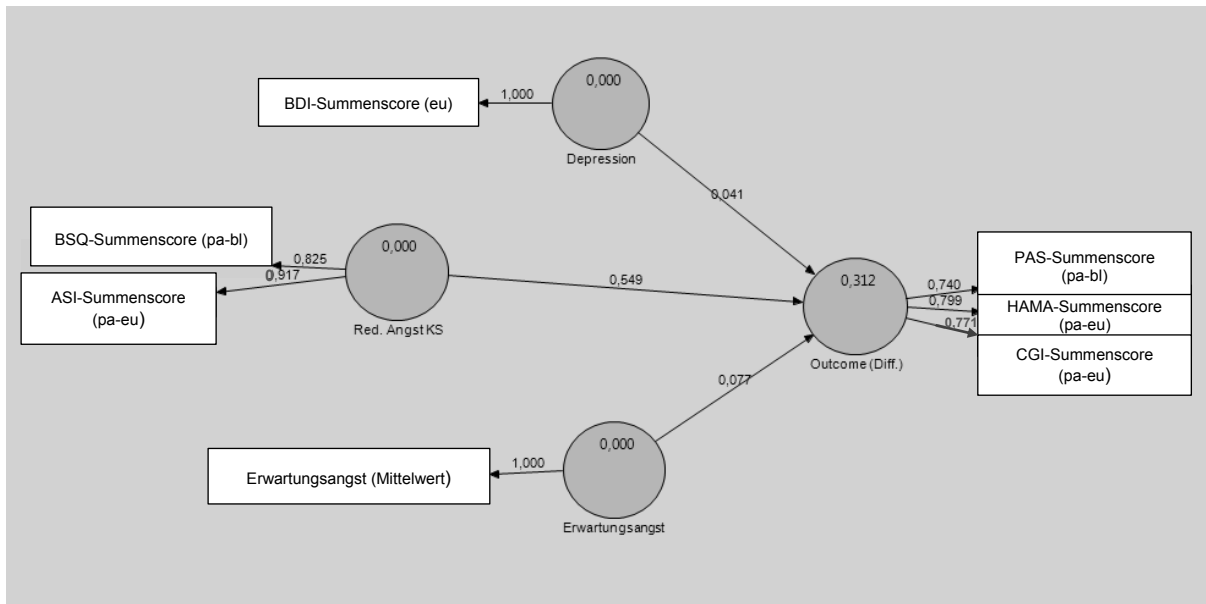 0,000
BDI-Summenscore (eu)
1,000
Depression
0,041
BSQ-Summenscore (pa-bl)
0,825
0,917
ASI-Summenscore
(pa-eu)
0,000
Red. Angst KS
0,549
0,312
Outcome (Diff.)
0,740
0,799
0,771
PAS-Summenscore
(pa-bl)
HAMA-Summenscore
(pa-eu)
CGI-Summenscore
(pa-eu)
0,077
0,000
Erwartungsangst (Mittelwert)
1,000
Erwartungsangst